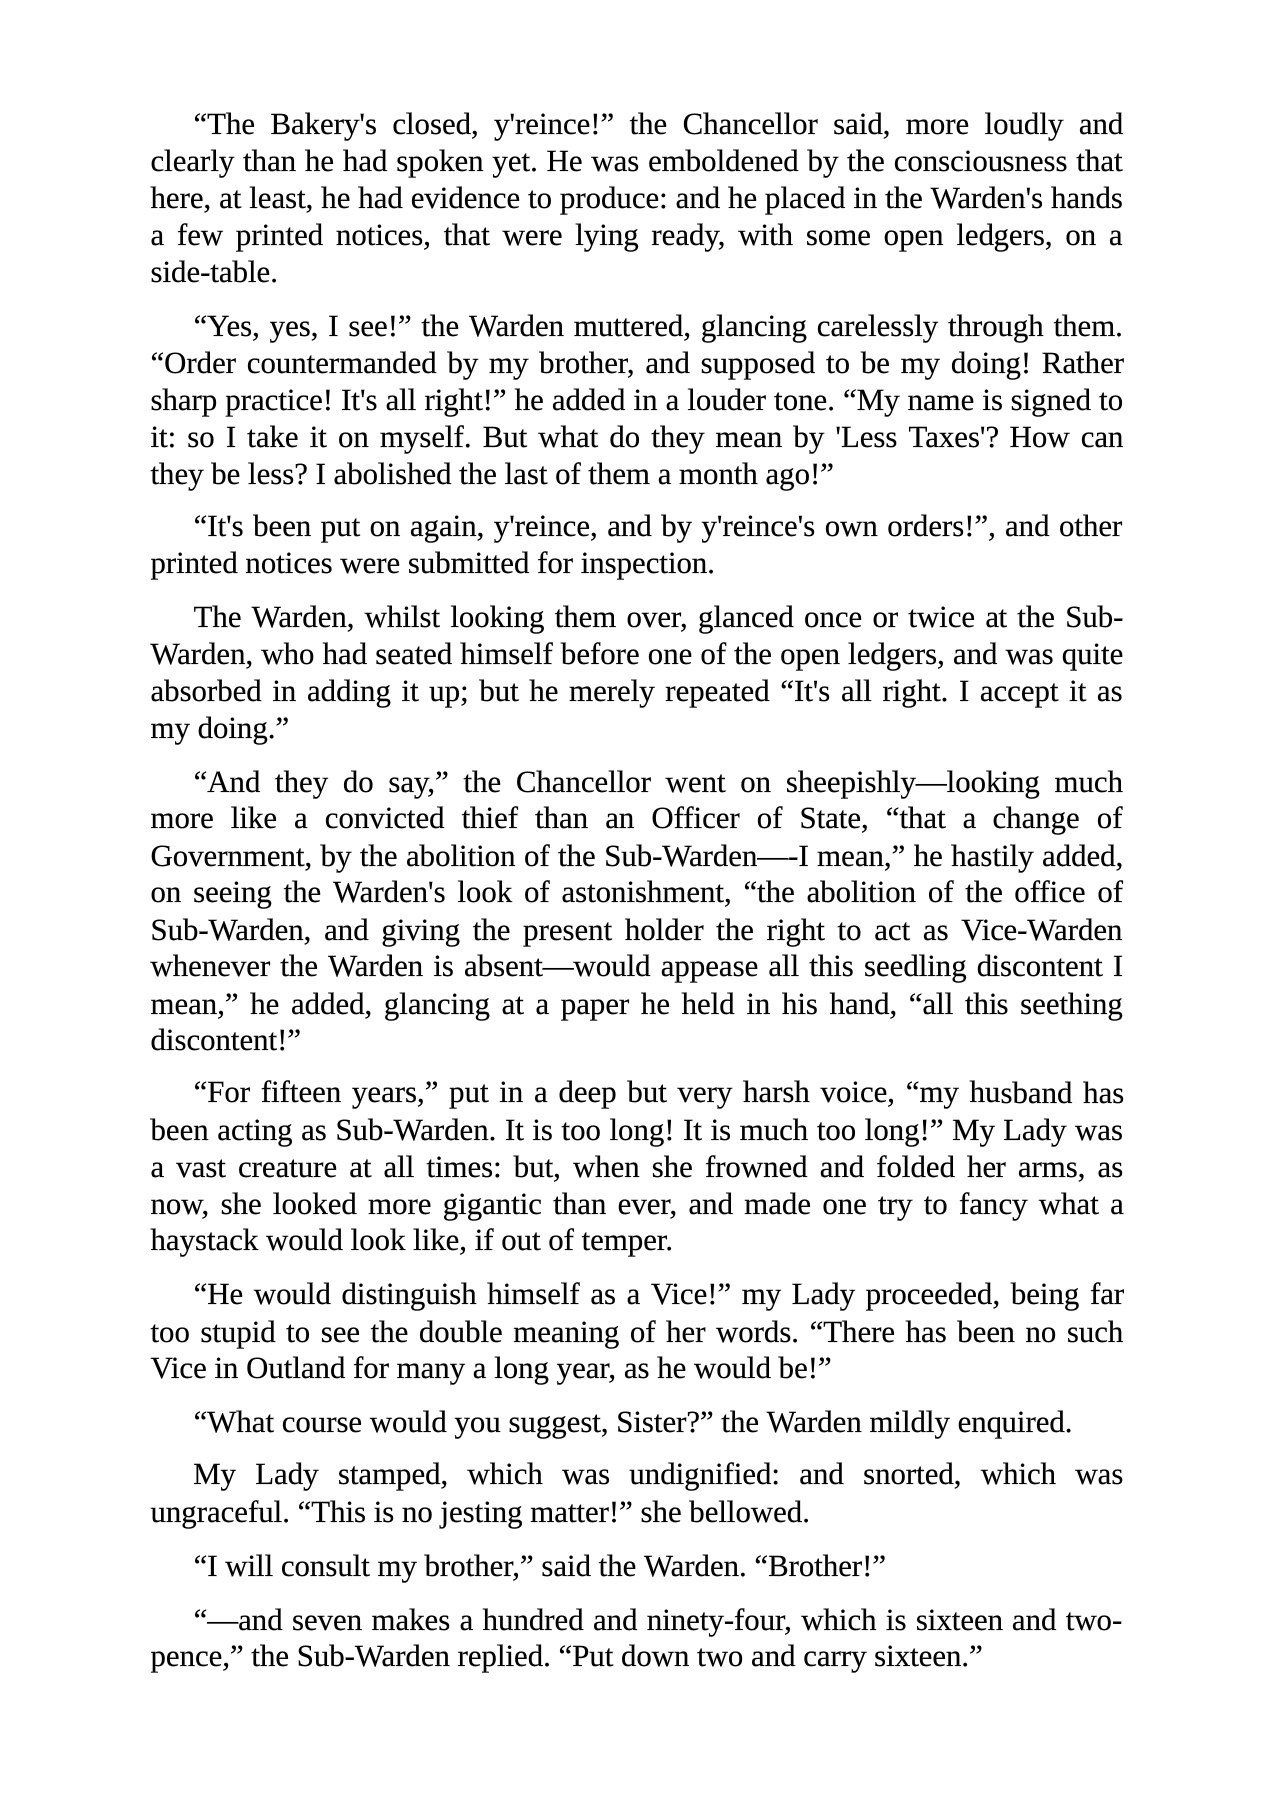 “The Bakery's closed, y'reince!” the Chancellor said, more loudly and
clearly than he had spoken yet. He was emboldened by the consciousness that
here, at least, he had evidence to produce: and he placed in the Warden's hands
a few printed notices, that were lying ready, with some open ledgers, on a
side-table.
“Yes, yes, I see!” the Warden muttered, glancing carelessly through them.
“Order countermanded by my brother, and supposed to be my doing! Rather
sharp practice! It's all right!” he added in a louder tone. “My name is signed to
it: so I take it on myself. But what do they mean by 'Less Taxes'? How can
they be less? I abolished the last of them a month ago!”
“It's been put on again, y'reince, and by y'reince's own orders!”, and other
printed notices were submitted for inspection.
The Warden, whilst looking them over, glanced once or twice at the Sub-
Warden, who had seated himself before one of the open ledgers, and was quite
absorbed in adding it up; but he merely repeated “It's all right. I accept it as
my doing.”
“And they do say,” the Chancellor went on sheepishly—looking much
more like a convicted thief than an Officer of State, “that a change of
Government, by the abolition of the Sub-Warden—-I mean,” he hastily added,
on seeing the Warden's look of astonishment, “the abolition of the office of
Sub-Warden, and giving the present holder the right to act as Vice-Warden
whenever the Warden is absent—would appease all this seedling discontent I
mean,” he added, glancing at a paper he held in his hand, “all this seething
discontent!”
“For fifteen years,” put in a deep but very harsh voice, “my husband has
been acting as Sub-Warden. It is too long! It is much too long!” My Lady was
a vast creature at all times: but, when she frowned and folded her arms, as
now, she looked more gigantic than ever, and made one try to fancy what a
haystack would look like, if out of temper.
“He would distinguish himself as a Vice!” my Lady proceeded, being far
too stupid to see the double meaning of her words. “There has been no such
Vice in Outland for many a long year, as he would be!”
“What course would you suggest, Sister?” the Warden mildly enquired.
My Lady stamped, which was undignified: and snorted, which was
ungraceful. “This is no jesting matter!” she bellowed.
“I will consult my brother,” said the Warden. “Brother!”
“—and seven makes a hundred and ninety-four, which is sixteen and two-
pence,” the Sub-Warden replied. “Put down two and carry sixteen.”